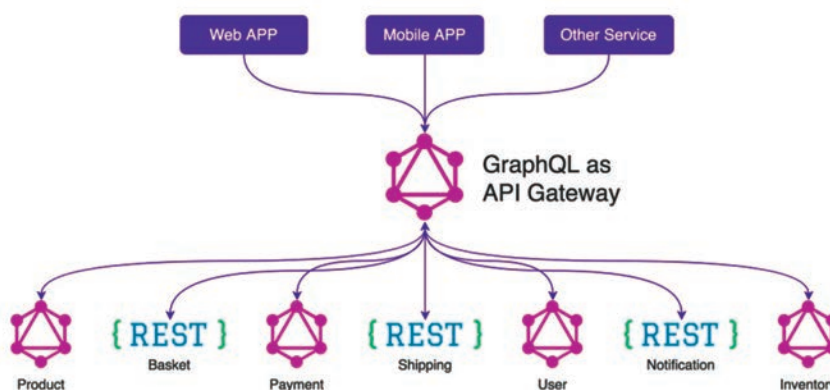 Web APP
Mobile APP
Other Service
GraphQL as
API Gateway
{ REST }
{ REST }
{ REST }
Product
Basket
Payment
Shipping
User
Notification
Inventor